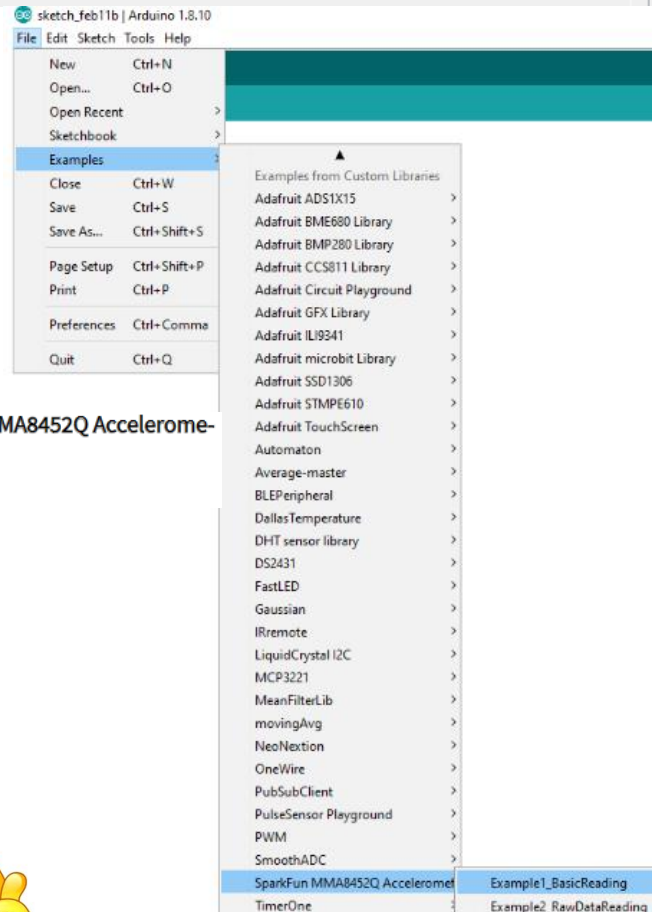 sketch_feb11b | Arduino 1.8.10
File Edit Sketch Tools Help
New Ctrl+N
Open... Ctrl+O
Open Recent
Sketchbook
Examples
Close Ctrl+W
Save Ctrl+S
Save As... Ctrl+Shift+S
Page Setup Ctrl+Shift+P
Print Ctrl+P
Preferences Ctrl+Comma
Quit Ctrl+Q
MA8452Q Accelerome-
Examples from Custom Libraries
Adafruit ADS1X15
Adafruit BME680 Library
Adafruit BMP280 Library
Adafruit CCS811 Library
Adafruit Circuit Playground
Adafruit GFX Library
Adafruit ILI9341
Adafruit microbit Library
Adafruit SSD1306
Adafruit STMPE610
Adafruit TouchScreen
Automaton
Average-master
BLEPeripheral
DallasTemperature
DHT sensor library
DS2431
FastLED
Gaussian
IRremote
LiquidCrystal I2C
MCP3221
MeanFilterLib
movingAvg
NeoNextion
OneWire
PubSubClient
PulseSensor Playground
PWM
SmoothADC
SparkFun MMA8452Q Acceleromet
TimerOne
Example1_BasicReading
Example2_RawDataReading